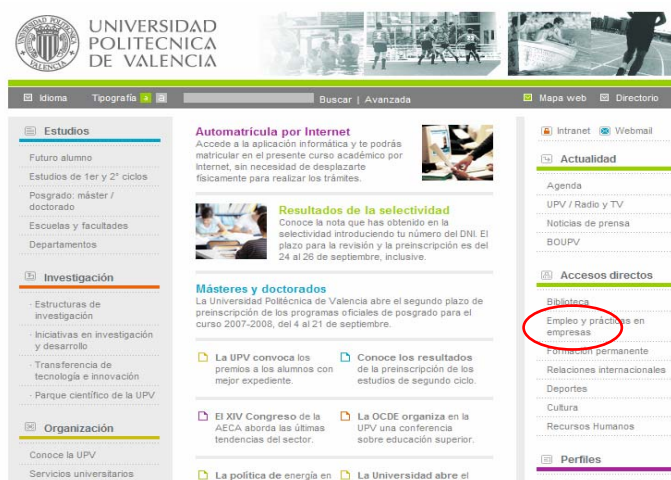 UNIVERSIDAD
POLITECNICA
DE VALENCIA
Idioma Tipografía a a Buscar | Avanzada Mapa web Directorio
Estudios
Futuro alumno
Estudios de 1er y 2º ciclos
Posgrado: máster /
doctorado
Escuelas y facultades
Departamentos
Investigación
· Estructuras de
investigación
· Iniciativas en investigación
y desarrollo
· Transferencia de
tecnología e innovación
· Parque científico de la UPV
Organización
Conoce la UPV
Servicios universitarios
Automatrícula por Internet
Accede a la aplicación informática y te podrás
matricular en el presente curso académico por
Internet, sin necesidad de desplazarte
físicamente para realizar los trámites.
Resultados de la selectividad
Conoce la nota que has obtenido en la
selectividad introduciendo tu número del DNI. El
plazo para la revisión y la preinscripción es del
24 al 26 de septiembre, inclusive.
Másteres y doctorados
La Universidad Politécnica de Valencia abre el segundo plazo de
preinscripción de los programas oficiales de posgrado para el
curso 2007-2008, del 4 al 21 de septiembre.
La UPV convoca los
premios a los alumnos con
mejor expediente.
Conoce los resultados
de la preinscripción de los
estudios de segundo ciclo.
El XIV Congreso de la
AECA aborda las últimas
tendencias del sector.
La OCDE organiza en la
UPV una conferencia
sobre educación superior.
La política de energía en
La Universidad abre el
Intranet Webmail
Actualidad
Agenda
UPV / Radio y TV
Noticias de prensa
BOUPV
Accesos directos
Biblioteca
Empleo y prácticas en
empresas
Formación permanente
Relaciones internacionales
Deportes
Cultura
Recursos Humanos
Perfiles